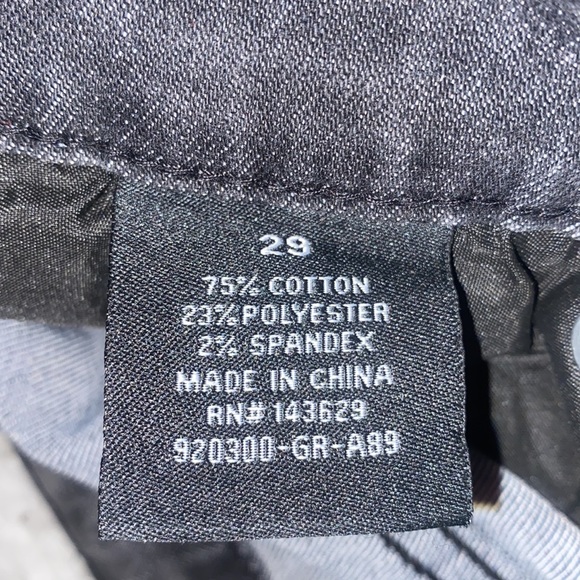 29
75% COTTON
23% POLYESTER
2% SPANDEX
MADE IN CHINA
RN# 143629
920300-GR-A89